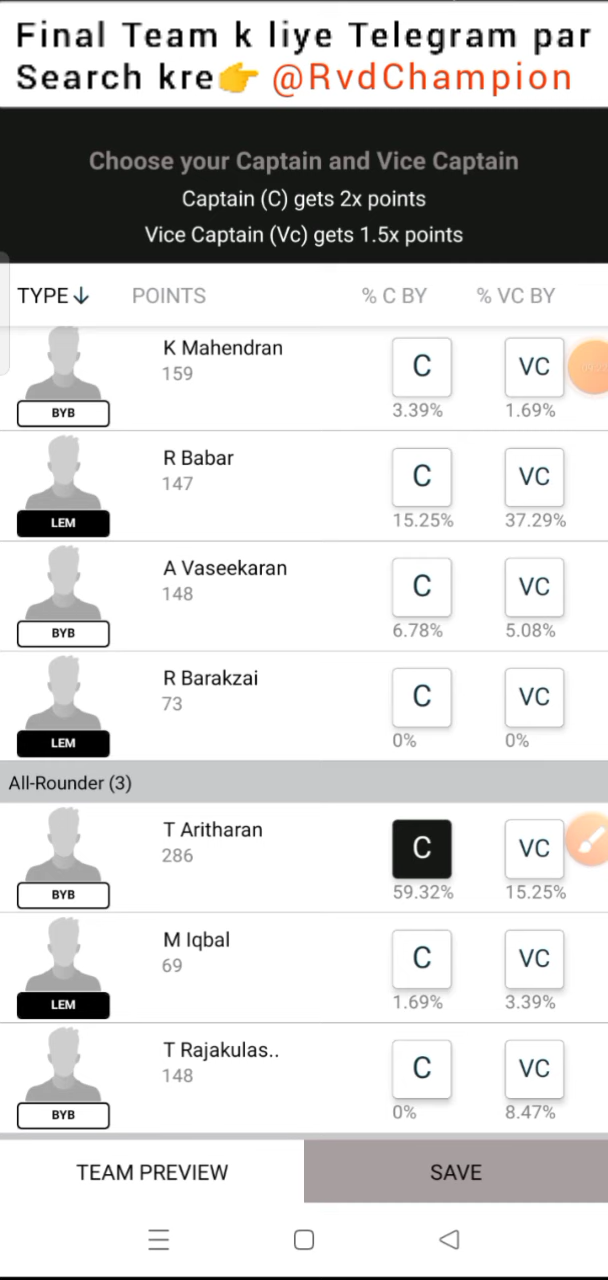 Final Team k liye Telegram par
Search kre👉 @RvdChampion
Choose your Captain and Vice Captain
Captain (C) gets 2x points
Vice Captain (Vc) gets 1.5x points
TYPE↓ POINTS % C BY % VC BY
K Mahendran
159
C VC
BYB
3.39% 1.69%
R Babar
147
C VC
LEM
15.25% 37.29%
A Vaseekaran
148
C VC
BYB
6.78% 5.08%
R Barakzai
73
C VC
LEM
0% 0%
All-Rounder (3)
T Aritharan
286
C VC
BYB
59.32% 15.25%
M Iqbal
69
C VC
LEM
1.69% 3.39%
T Rajakulas..
148
C VC
BYB
0% 8.47%
TEAM PREVIEW SAVE